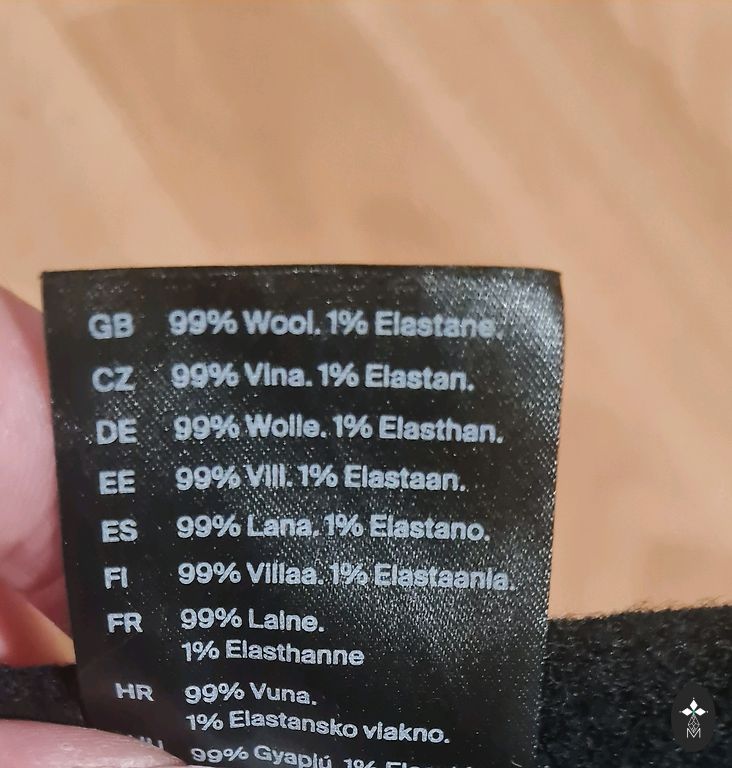 GB 99% Wool. 1% Elastane.
CZ 99% Vlna. 1% Elastan.
DE 99% Wolle. 1% Elasthan.
EE 99% Vill. 1% Elastaan.
ES 99% Lana. 1% Elastano.
FI 99% Villaa. 1% Elastaania.
FR 99% Laine.
1% Elasthanne
HR 99% Vuna.
1% Elastansko vlakno.
99% Gyapjú 1%